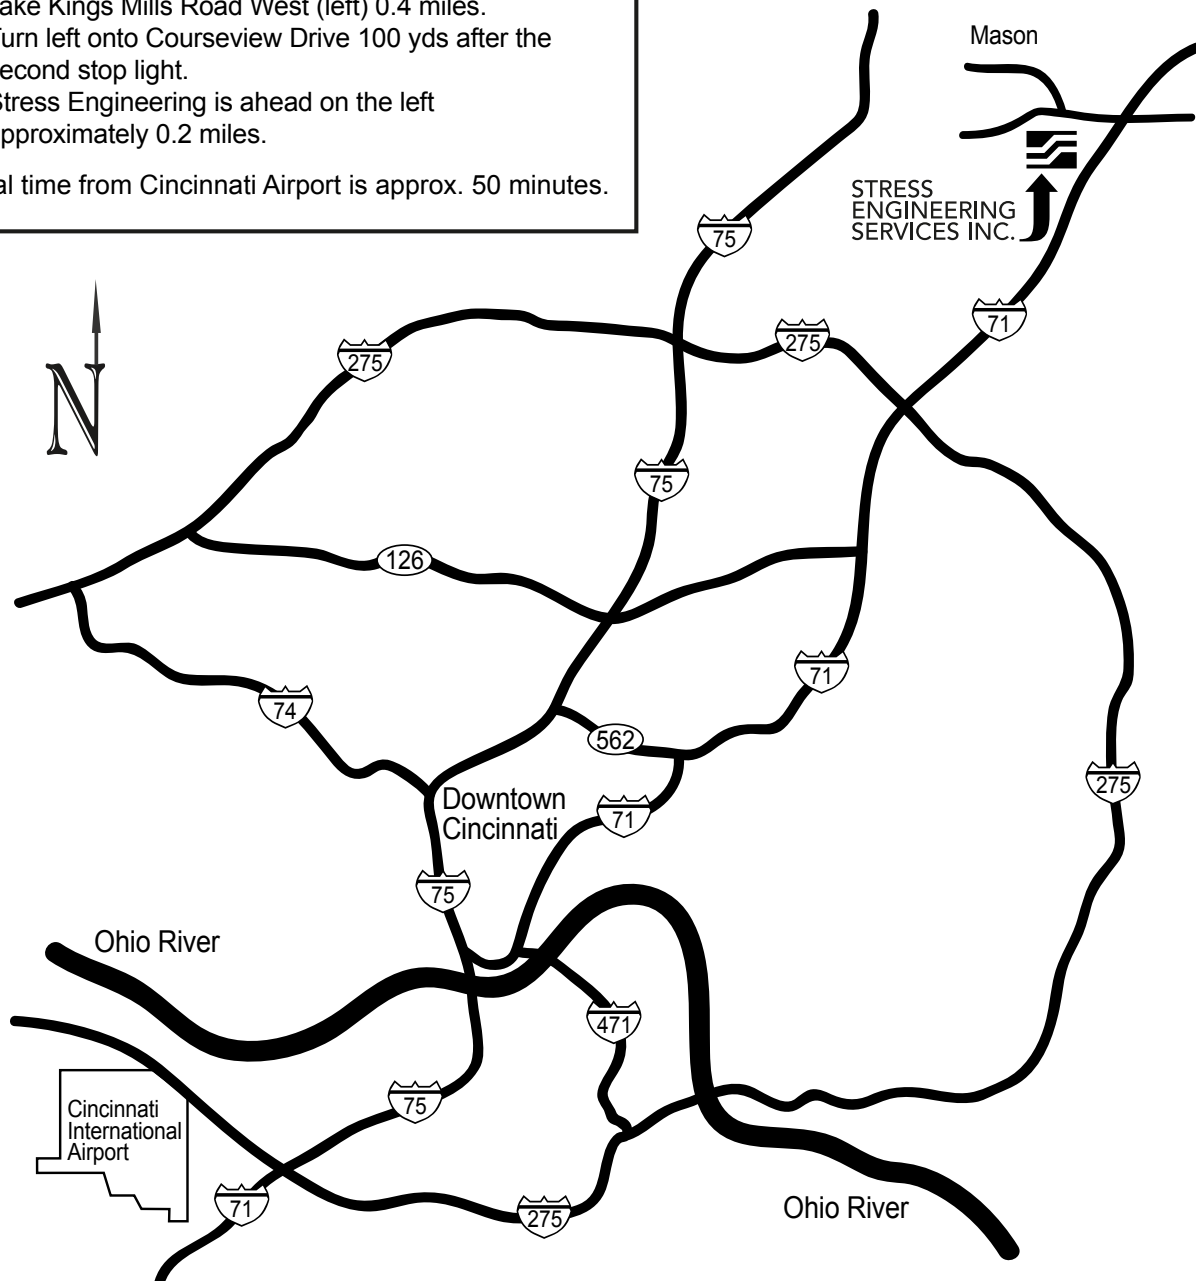 ake Kings Mills Road West (left) 0.4 miles.
urn left onto Courseview Drive 100 yds after the
econd stop light.
tress Engineering is ahead on the left
pproximately 0.2 miles.
al time from Cincinnati Airport is approx. 50 minutes.
Mason
STRESS
ENGINEERING
SERVICES INC.
75
71
275
275
N
75
126
71
74
562
275
Downtown
Cincinnati
71
75
Ohio River
471
75
Cincinnati
International
Airport
71
275
Ohio River